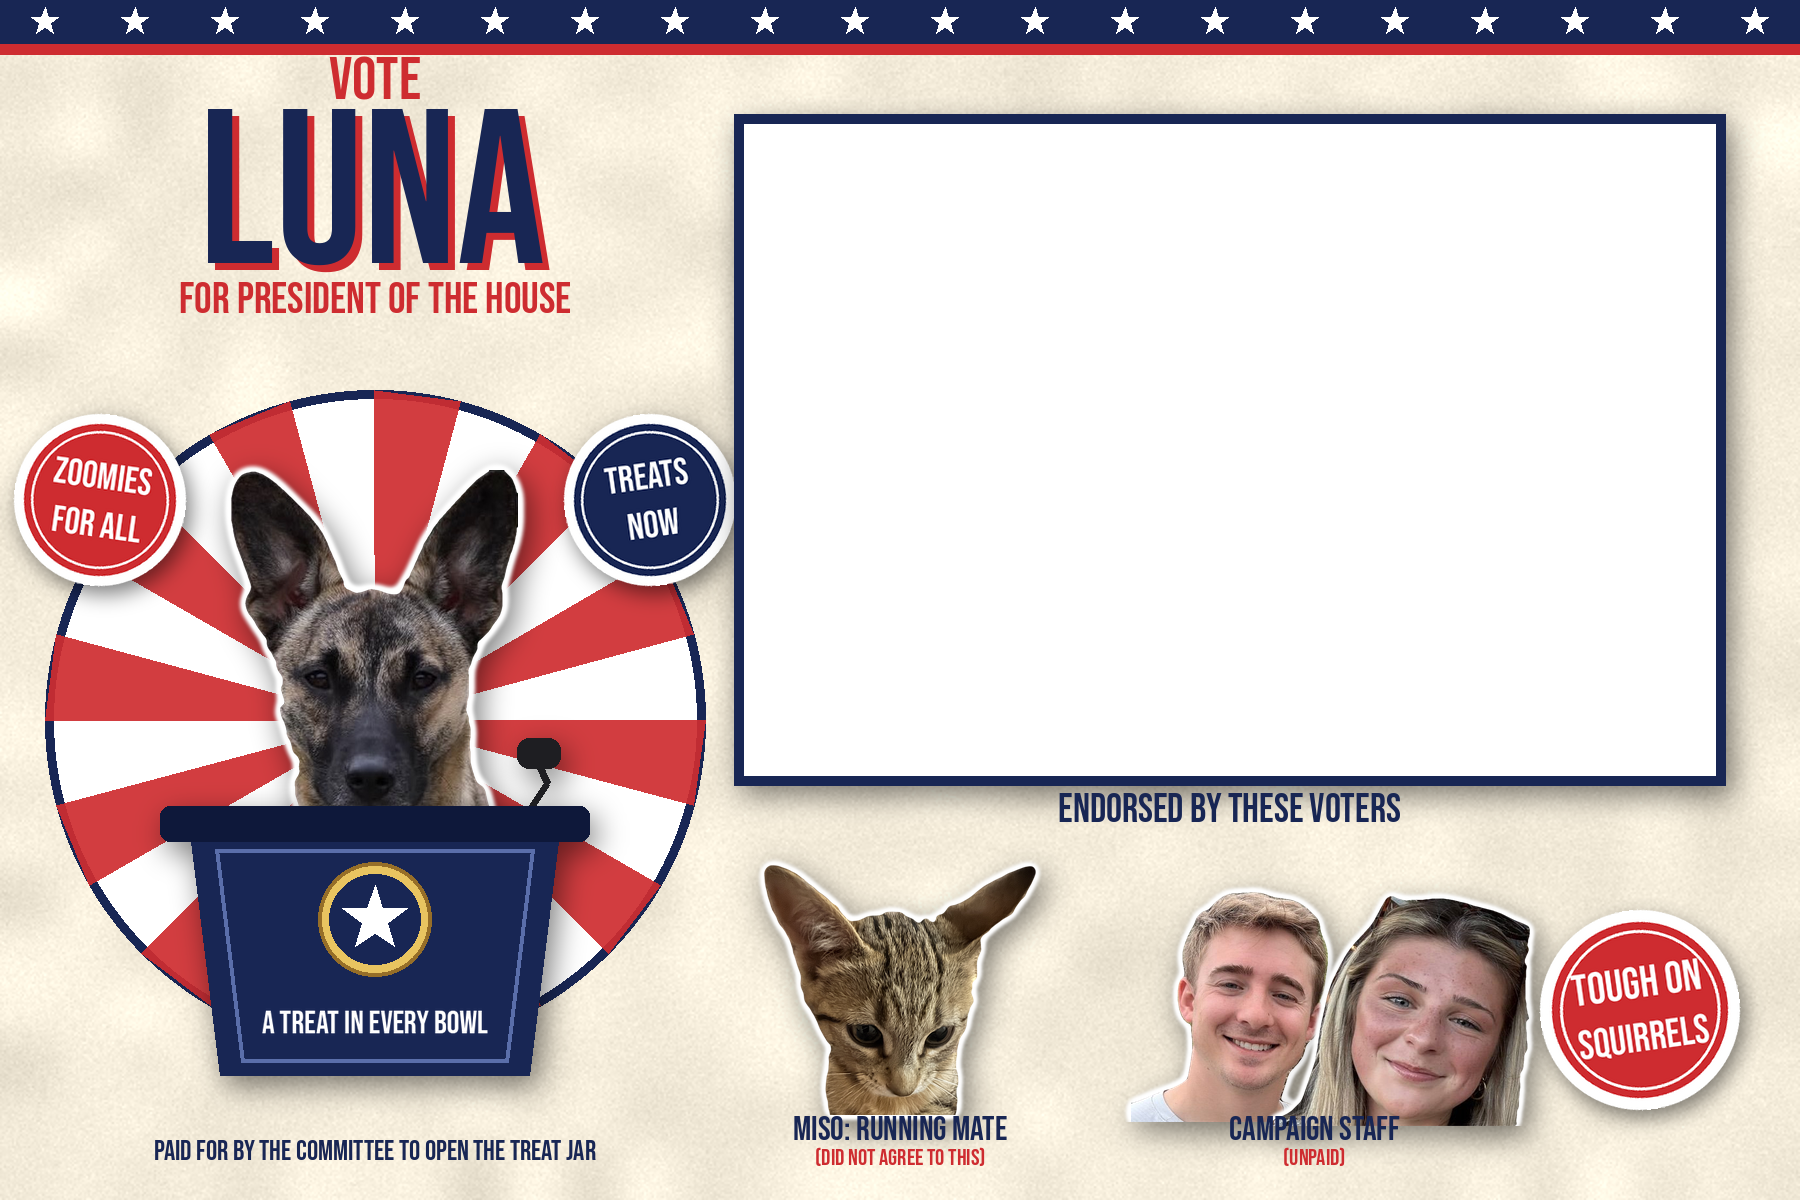 VOTE
LUNA
FOR PRESIDENT OF THE HOUSE
ZOOMIES
FOR ALL
TREATS
NOW
A TREAT IN EVERY BOWL
PAID FOR BY THE COMMITTEE TO OPEN THE TREAT JAR
ENDORSED BY THESE VOTERS
MISO: RUNNING MATE
(DID NOT AGREE TO THIS)
CAMPAIGN STAFF
(UNPAID)
TOUGH ON
SQUIRRELS